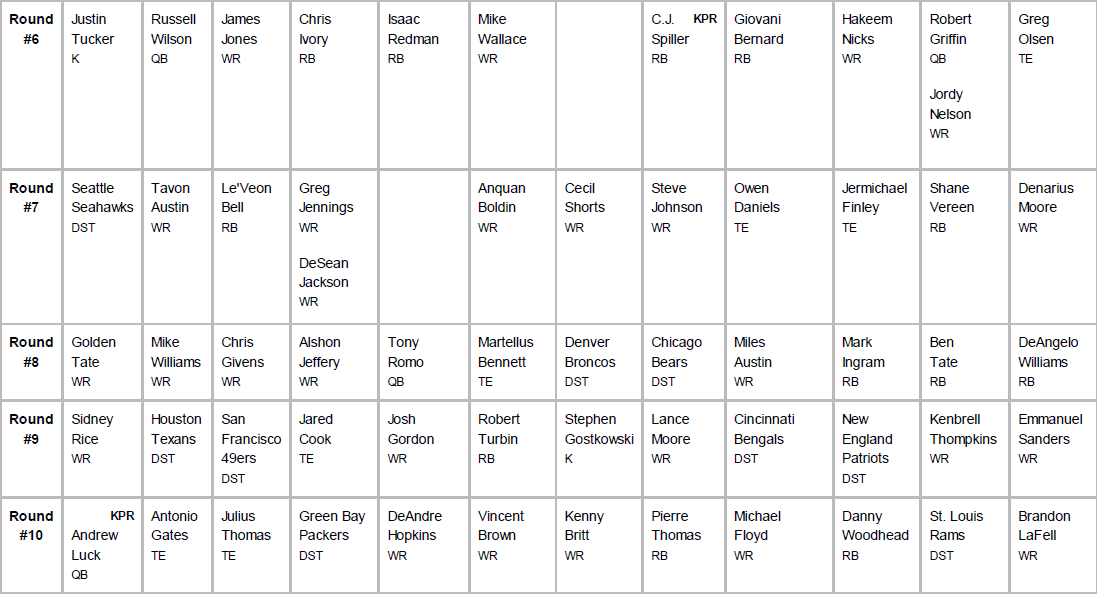 Round
#6
Justin
Tucker
K
Russell
Wilson
QB
James
Jones
WR
Chris
Ivory
RB
Isaac
Redman
RB
Mike
Wallace
WR
C.J. KPR
Spiller
RB
Giovani
Bernard
RB
Hakeem
Nicks
WR
Robert
Griffin
QB
Jordy
Nelson
WR
Greg
Olsen
TE
Round
#7
Seattle
Seahawks
DST
Tavon
Austin
WR
Le'Veon
Bell
RB
Greg
Jennings
WR
DeSean
Jackson
WR
Anquan
Boldin
WR
Cecil
Shorts
WR
Steve
Johnson
WR
Owen
Daniels
TE
Jermichael
Finley
TE
Shane
Vereen
RB
Denarius
Moore
WR
Round
#8
Golden
Tate
WR
Mike
Williams
WR
Chris
Givens
WR
Alshon
Jeffery
WR
Tony
Romo
QB
Martellus
Bennett
TE
Denver
Broncos
DST
Chicago
Bears
DST
Miles
Austin
WR
Mark
Ingram
RB
Ben
Tate
RB
DeAngelo
Williams
RB
Round
#9
Sidney
Rice
WR
Houston
Texans
DST
San
Francisco
49ers
DST
Jared
Cook
TE
Josh
Gordon
WR
Robert
Turbin
RB
Stephen
Gostkowski
K
Lance
Moore
WR
Cincinnati
Bengals
DST
New
England
Patriots
DST
Kenbrell
Thompkins
WR
Emmanuel
Sanders
WR
Round
#10
KPR
Andrew
Luck
QB
Antonio
Gates
TE
Julius
Thomas
TE
Green Bay
Packers
DST
DeAndre
Hopkins
WR
Vincent
Brown
WR
Kenny
Britt
WR
Pierre
Thomas
RB
Michael
Floyd
WR
Danny
Woodhead
RB
St. Louis
Rams
DST
Brandon
LaFell
WR